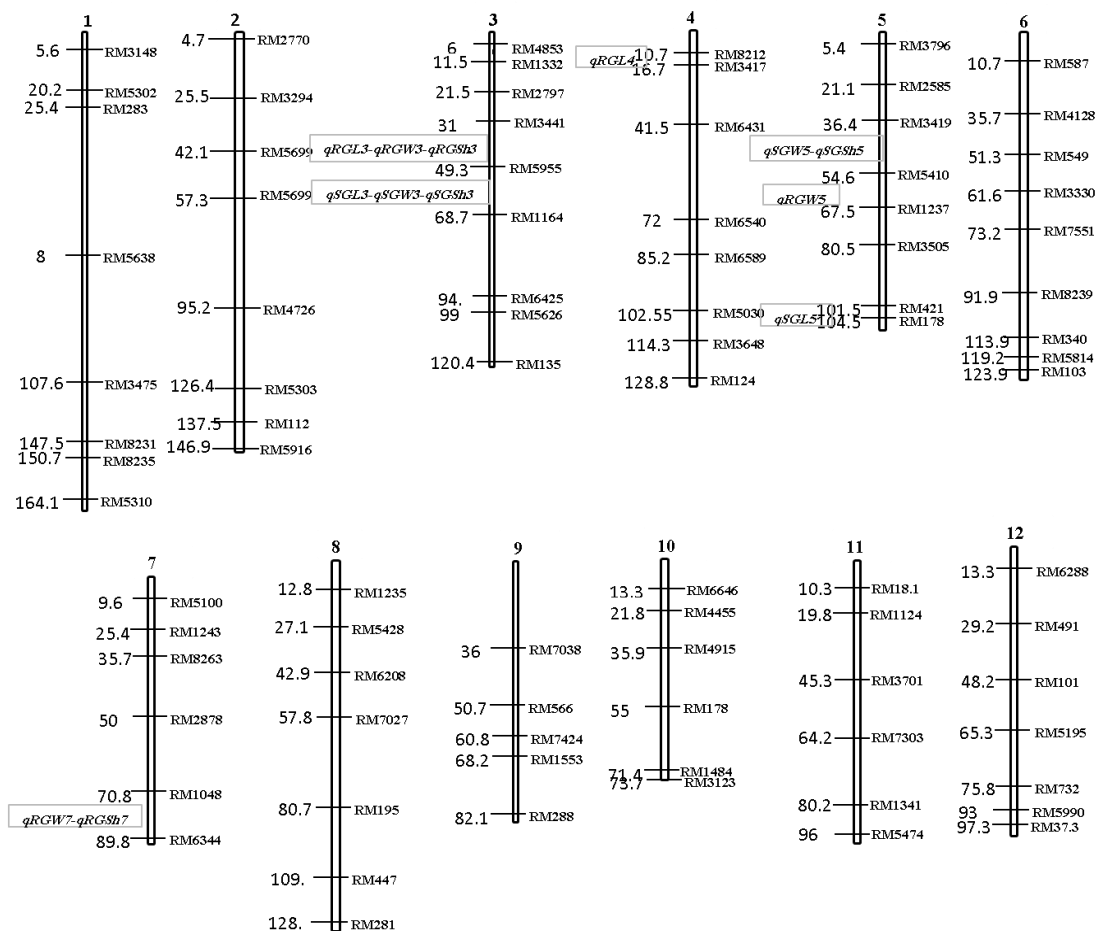 1
5.6 RM3148
20.2 RM5302
25.4 RM283
8 RM5638
107.6 RM3475
147.5 RM8231
150.7 RM8235
164.1 RM5310
2
4.7 RM2770
25.5 RM3294
42.1 RM5699
57.3 RM5699
95.2 RM4726
126.4 RM5303
137.5 RM112
146.9 RM5916
3
6 RM4853
11.5 RM1332
21.5 RM2797
31 RM3441
qRGL3-qRGW3-qRGSh3
49.3 RM5955
qSGL3-qSGW3-qSGSh3
68.7 RM1164
94. RM6425
99 RM5626
120.4 RM135
4
qRGL4
10.7 RM8212
16.7 RM3417
41.5 RM6431
72 RM6540
85.2 RM6589
102.55 RM5030
114.3 RM3648
128.8 RM124
5
5.4 RM3796
21.1 RM2585
36.4 RM3419
qSGW5-qSGSh5
54.6 RM5410
qRGW5
67.5 RM1237
80.5 RM3505
101.5 RM421
qSGL5
104.5 RM178
6
10.7 RM587
35.7 RM4128
51.3 RM549
61.6 RM3330
73.2 RM7551
91.9 RM8239
113.9 RM340
119.2 RM5814
123.9 RM103
7
9.6 RM5100
25.4 RM1243
35.7 RM8263
50 RM2878
70.8 RM1048
qRGW7-qRGSh7
89.8 RM6344
8
12.8 RM1235
27.1 RM5428
42.9 RM6208
57.8 RM7027
80.7 RM195
109. RM447
128. RM281
9
36 RM7038
50.7 RM566
60.8 RM7424
68.2 RM1553
82.1 RM288
10
13.3 RM6646
21.8 RM4455
35.9 RM4915
55 RM178
71.4 RM1484
73.7 RM3123
11
10.3 RM18.1
19.8 RM1124
45.3 RM3701
64.2 RM7303
80.2 RM1341
96 RM5474
12
13.3 RM6288
29.2 RM491
48.2 RM101
65.3 RM5195
75.8 RM732
93 RM5990
97.3 RM37.3